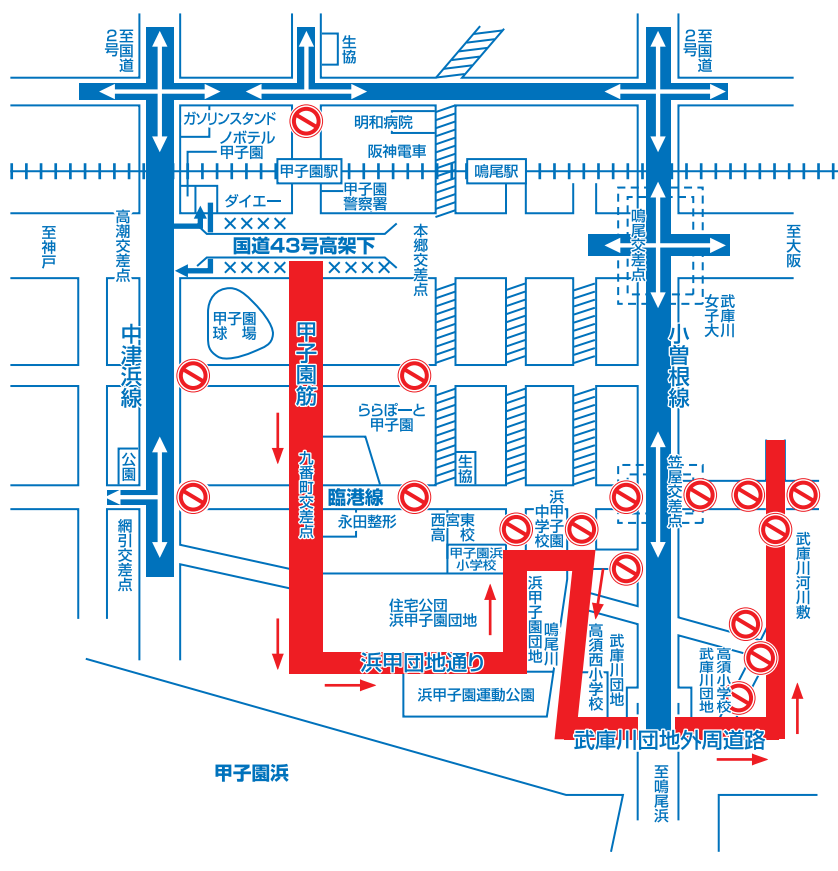 至国道
2号
生協
至国道
2号
ガソリンスタンド
明和病院
ノボテル
甲子園
阪神電車
甲子園駅
鳴尾駅
甲子園
警察署
ダイエー
高潮交差点
至神戸
国道43号高架下
本郷交差点
鳴尾交差点
至大阪
武庫川
女子大
甲子園
球場
中津浜線
甲子園筋
小曽根線
ららぽーと
甲子園
公園
九番町交差点
生協
笠屋交差点
臨港線
永田整形
西宮東
高校
浜甲子園
中学校
網引交差点
甲子園浜
小学校
武庫川河川敷
住宅公団
浜甲子園団地
浜甲子園団地
鳴尾川
高須西小学校
武庫川団地
高須小学校
武庫川団地
浜甲団地通り
浜甲子園運動公園
武庫川団地外周道路
甲子園浜
至鳴尾浜